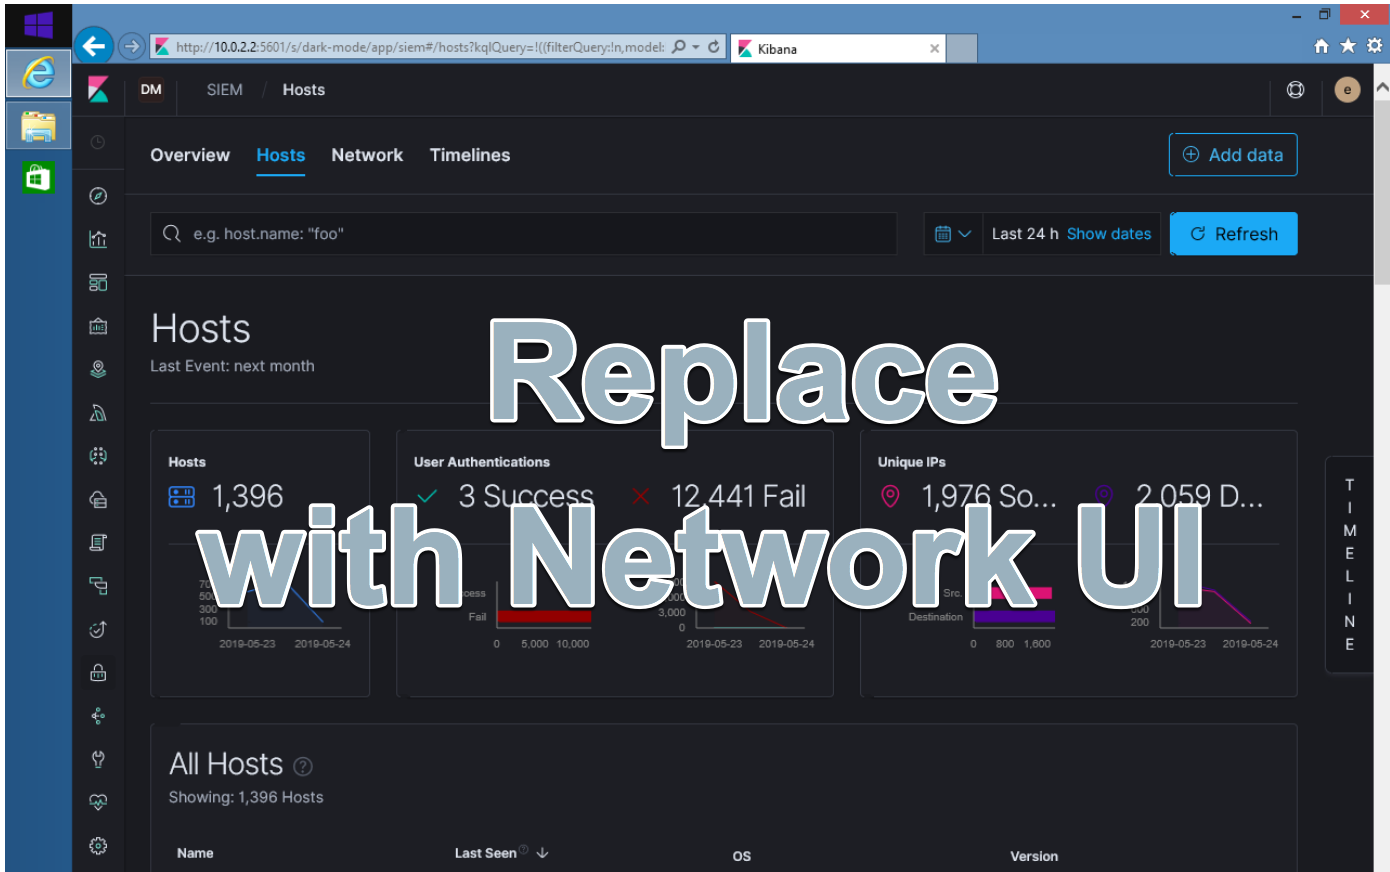 http://10.0.2.2:5601/s/dark-mode/app/siem#/hosts?kqlQuery=!((filterQuery:!n,model:
Kibana
DM SIEM / Hosts e
Overview Hosts Network Timelines Add data
e.g. host.name: "foo" Last 24 h Show dates Refresh
Hosts
Last Event: next month
Replace
with Network UI
Hosts User Authentications Unique IPs
1,396 3 Success 12,441 Fail 1,976 So... 2,059 D...
500 Src.
300 Fail 3,000 Destination
100 0 200
2019-05-23 2019-05-24 0 5,000 10,000 2019-05-23 2019-05-24 0 800 1,600 2019-05-23 2019-05-24
TIMELINE
All Hosts
Showing: 1,396 Hosts
Name Last Seen OS Version